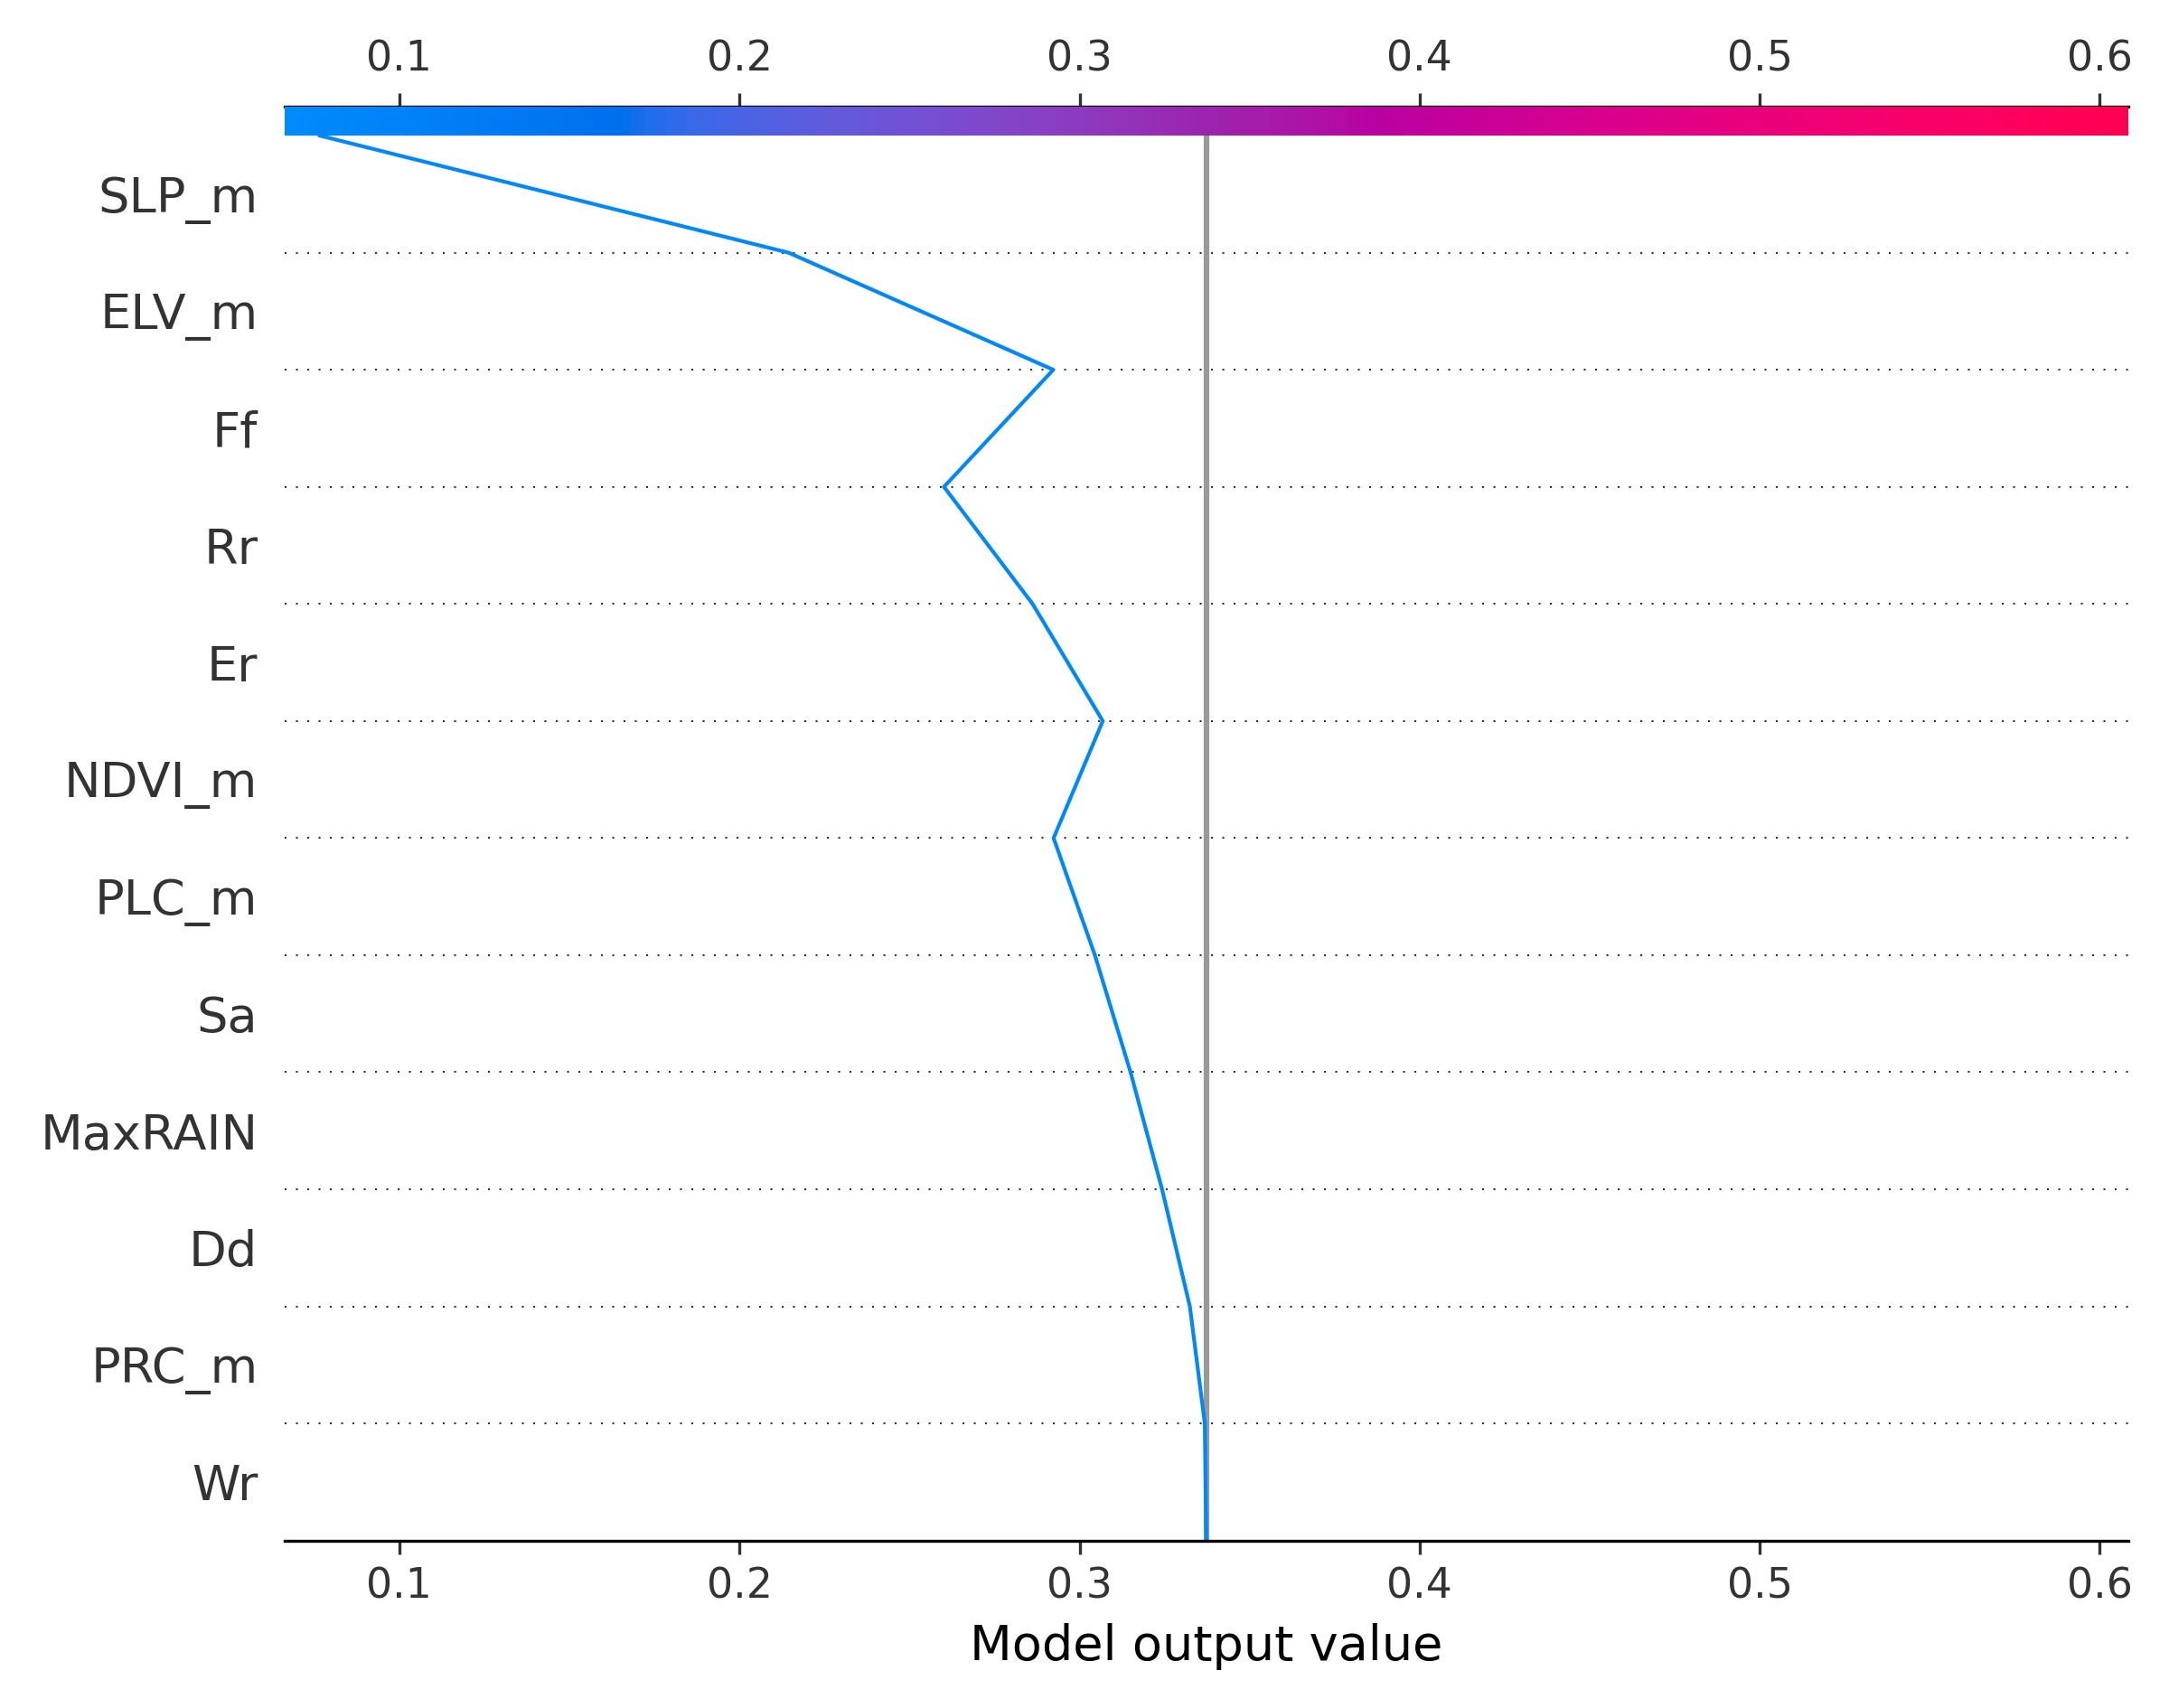 0.1 0.2 0.3 0.4 0.5 0.6
SLP_m
ELV_m
Ff
Rr
Er
NDVI_m
PLC_m
Sa
MaxRAIN
Dd
PRC_m
Wr
0.1 0.2 0.3 0.4 0.5 0.6
Model output value